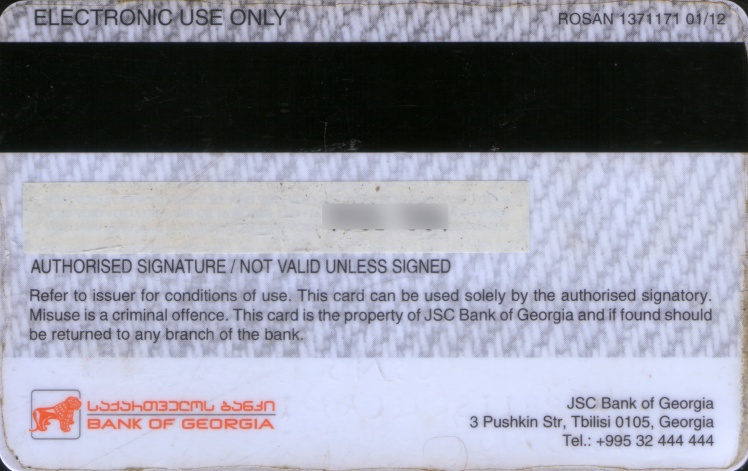 ELECTRONIC USE ONLY
ROSAN 1371171 01/12
AUTHORISED SIGNATURE / NOT VALID UNLESS SIGNED
Refer to issuer for conditions of use. This card can be used solely by the authorised signatory.
Misuse is a criminal offence. This card is the property of JSC Bank of Georgia and if found should
be returned to any branch of the bank.
საქართველოს ბანკი
BANK OF GEORGIA
JSC Bank of Georgia
3 Pushkin Str, Tbilisi 0105, Georgia
Tel.: +995 32 444 444